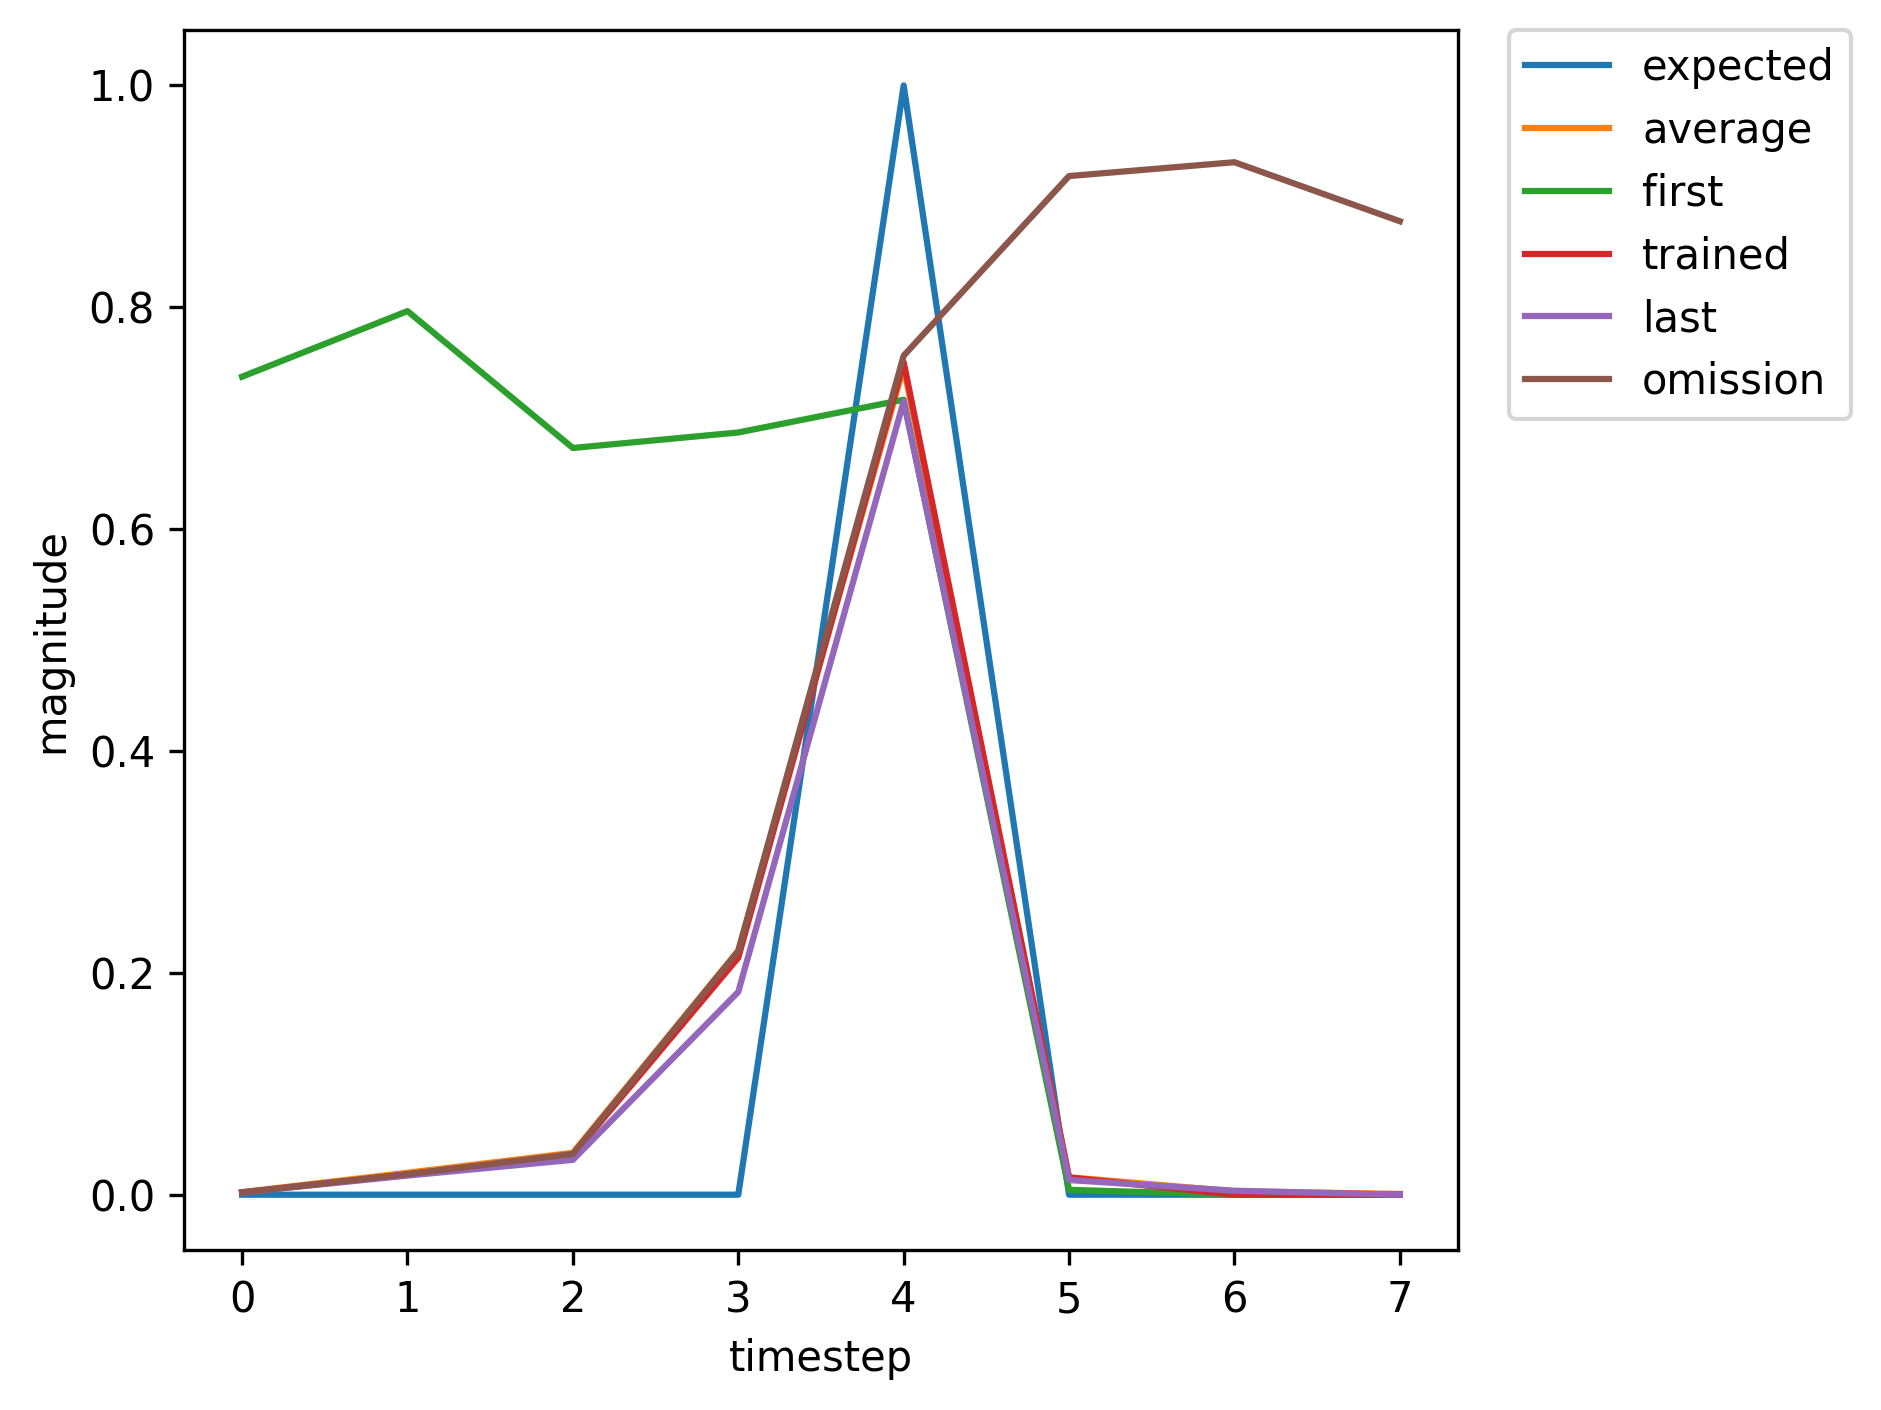 1.0
0.8
0.6
0.4
0.2
0.0
magnitude
0 1 2 3 4 5 6 7
timestep
expected
average
first
trained
last
omission